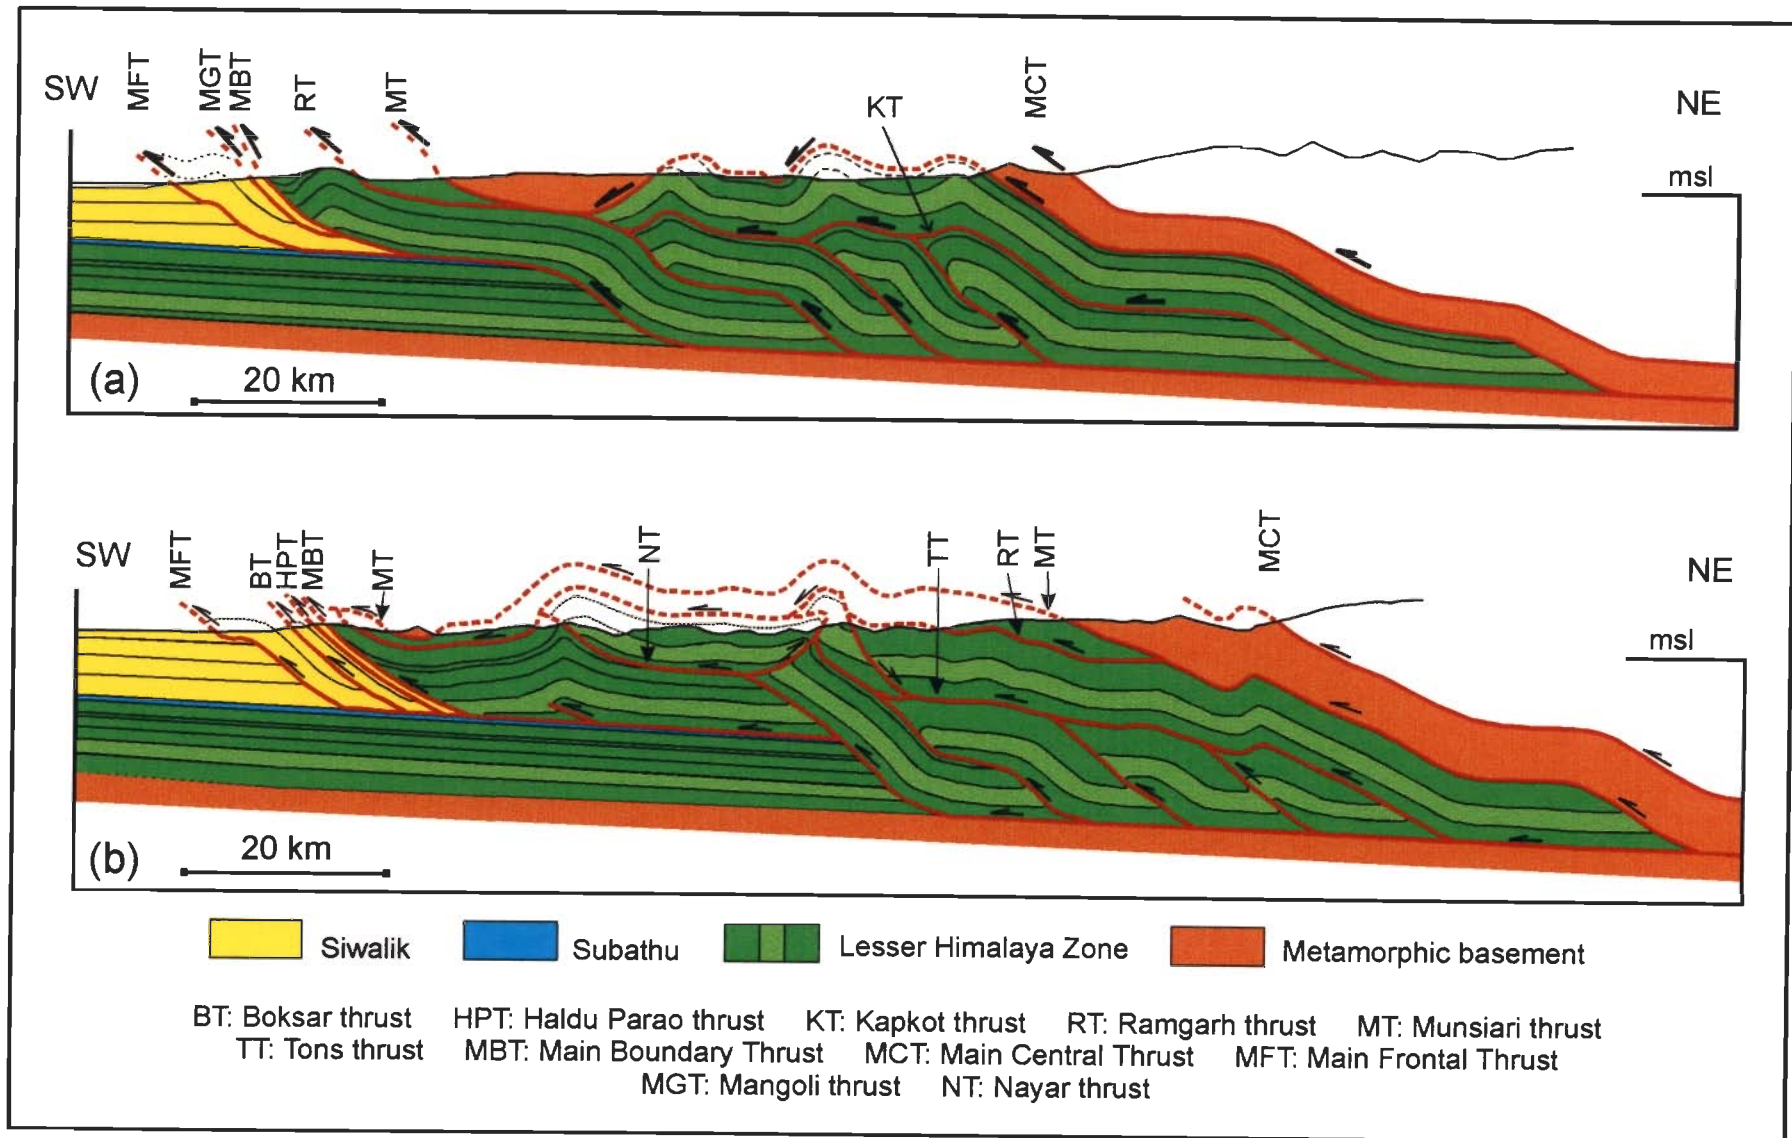 SW MFT MGT MBT RT MT KT MCT NE
msl
(a) 20 km
SW MFT BT HPT MBT MT NT TT RT MT MCT NE
msl
(b) 20 km
Siwalik Subathu Lesser Himalaya Zone Metamorphic basement
BT: Boksar thrust HPT: Haldu Parao thrust KT: Kapkot thrust RT: Ramgarh thrust MT: Munsiari thrust
TT: Tons thrust MBT: Main Boundary Thrust MCT: Main Central Thrust MFT: Main Frontal Thrust
MGT: Mangoli thrust NT: Nayar thrust